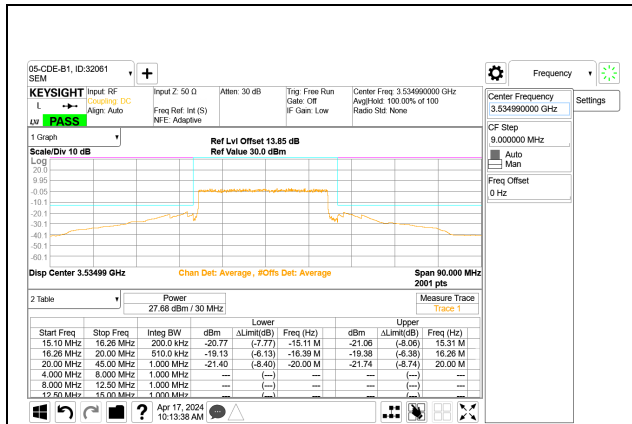 05-CDE-B1, ID:32061
SEM
Frequency
KEYSIGHT Input: RF Input Z: 50 Ω Atten: 30 dB Trig: Free Run Center Freq: 3.534990000 GHz
L Coupling: DC Gate: Off Avg|Hold: 100.00% of 100
Align: Auto Freq Ref: Int (S) IF Gain: Low Radio Std: None
LXI PASS NFE: Adaptive
Center Frequency
3.534990000 GHz
Settings
CF Step
9.000000 MHz
Auto
Man
Freq Offset
0 Hz
1 Graph
Ref Lvl Offset 13.85 dB
Scale/Div 10 dB Ref Value 30.0 dBm
Log
20.0
9.95
-0.05
-10.1
-20.1
-30.1
-40.1
-50.1
-60.1
Disp Center 3.53499 GHz Chan Det: Average, #Offs Det: Average Span 90.000 MHz
2001 pts
2 Table Power Measure Trace
27.68 dBm / 30 MHz Trace 1
Lower Upper
Start Freq Stop Freq Integ BW dBm ΔLimit(dB) Freq (Hz) dBm ΔLimit(dB) Freq (Hz)
15.10 MHz 16.26 MHz 200.0 kHz -20.77 (-7.77) -15.11 M -21.06 (-8.06) 15.31 M
16.26 MHz 20.00 MHz 510.0 kHz -19.13 (-6.13) -16.39 M -19.38 (-6.38) 16.26 M
20.00 MHz 45.00 MHz 1.000 MHz -21.40 (-8.40) -20.00 M -21.74 (-8.74) 20.00 M
4.000 MHz 8.000 MHz 1.000 MHz --- (---) --- --- (---) ---
8.000 MHz 12.50 MHz 1.000 MHz --- (---) --- --- (---) ---
12.50 MHz 15.00 MHz 1.000 MHz --- (---) --- --- (---) ---
? Apr 17, 2024
10:13:38 AM